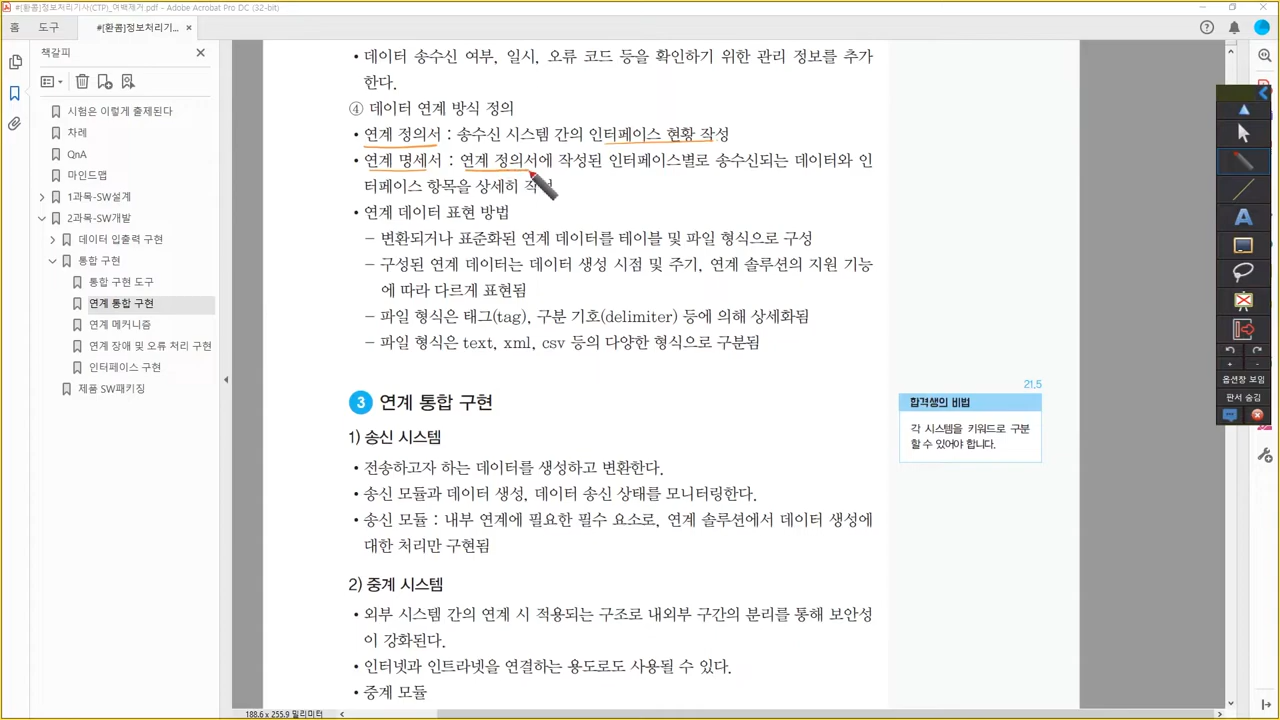 #[환콤]정보처리기사(CTP)_여백제거.pdf - Adobe Acrobat Pro DC (32-bit)
홈
도구
#[환콤]정보처리기...
책갈피
시험은 이렇게 출제된다
차례
QnA
마인드맵
1과목-SW설계
2과목-SW개발
데이터 입출력 구현
통합 구현
통합 구현 도구
연계 통합 구현
연계 메커니즘
연계 장애 및 오류 처리 구현
인터페이스 구현
제품 SW패키징
• 데이터 송수신 여부, 일시, 오류 코드 등을 확인하기 위한 관리 정보를 추가
한다.
④ 데이터 연계 방식 정의
• 연계 정의서 : 송수신 시스템 간의 인터페이스 현황 작성
• 연계 명세서 : 연계 정의서에 작성된 인터페이스별로 송수신되는 데이터와 인
터페이스 항목을 상세히
• 연계 데이터 표현 방법
– 변환되거나 표준화된 연계 데이터를 테이블 및 파일 형식으로 구성
– 구성된 연계 데이터는 데이터 생성 시점 및 주기, 연계 솔루션의 지원 기능
에 따라 다르게 표현됨
– 파일 형식은 태그(tag), 구분 기호(delimiter) 등에 의해 상세화됨
– 파일 형식은 text, xml, csv 등의 다양한 형식으로 구분됨
3 연계 통합 구현
1) 송신 시스템
• 전송하고자 하는 데이터를 생성하고 변환한다.
• 송신 모듈과 데이터 생성, 데이터 송신 상태를 모니터링한다.
• 송신 모듈 : 내부 연계에 필요한 필수 요소로, 연계 솔루션에서 데이터 생성에
대한 처리만 구현됨
2) 중계 시스템
• 외부 시스템 간의 연계 시 적용되는 구조로 내외부 구간의 분리를 통해 보안성
이 강화된다.
• 인터넷과 인트라넷을 연결하는 용도로도 사용될 수 있다.
• 중계 모듈
21.5
합격생의 비법
각 시스템을 키워드로 구분
할 수 있어야 합니다.
188.6 x 255.9 밀리미터
A
옵션창 보임
판서 숨김